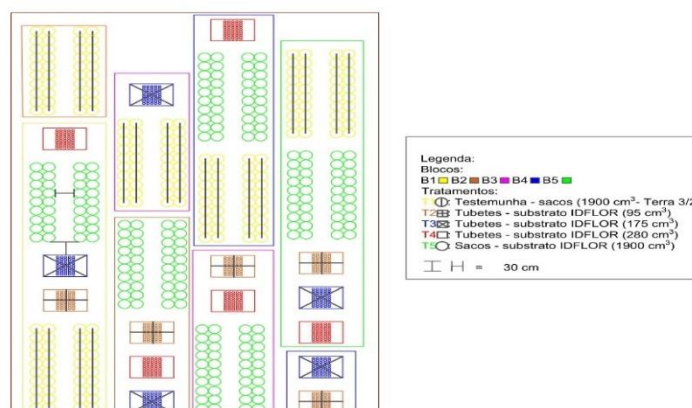 Legenda:
Blocos:
B1 B2 B3 B4 B5
Tratamentos:
T1 : Testemunha - sacos (1900 cm³- Terra 3/2
T2 : Tubetes - substrato IDFLOR (95 cm³)
T3 : Tubetes - substrato IDFLOR (175 cm³)
T4 : Tubetes - substrato IDFLOR (280 cm³)
T5 : Sacos - substrato IDFLOR (1900 cm³)
= 30 cm